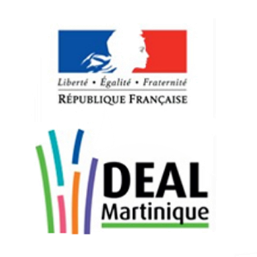 Liberté • Égalité • Fraternité
RÉPUBLIQUE FRANÇAISE
DEAL
Martinique